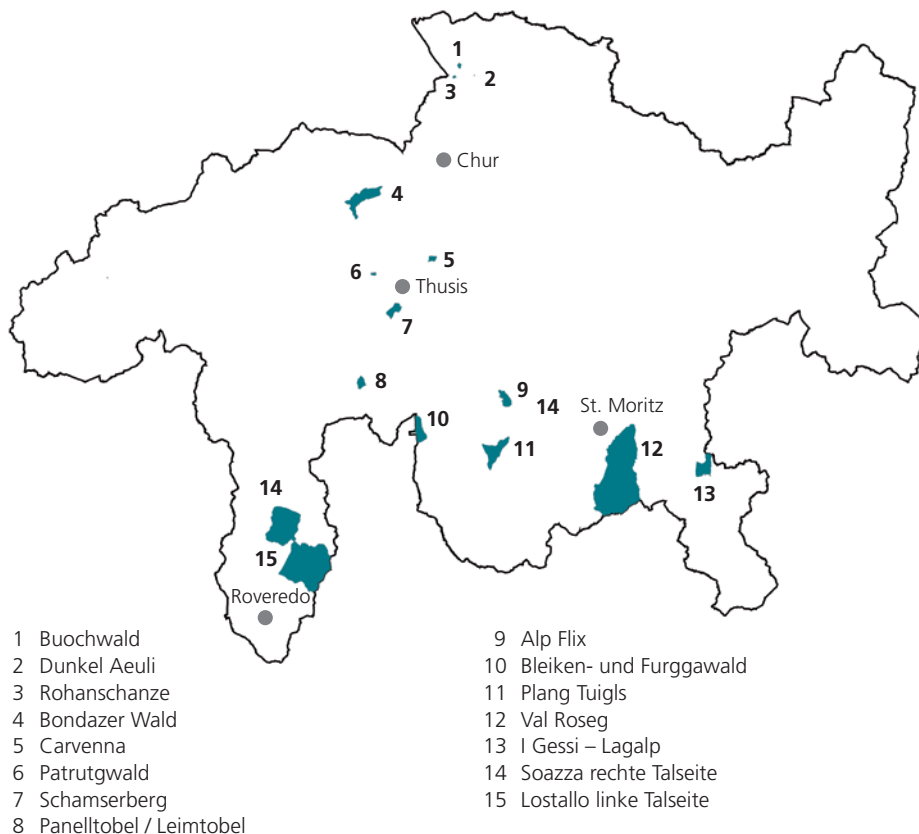 1
2
3
Chur
4
5
6
Thusis
7
8
9
14
St. Moritz
10
11
12
13
14
15
Roveredo
1 Buochwald
2 Dunkel Aeuli
3 Rohanschanze
4 Bondazer Wald
5 Carvenna
6 Patrutgwald
7 Schamserberg
8 Panelltobel / Leimtobel
9 Alp Flix
10 Bleiken- und Furggawald
11 Plang Tuigls
12 Val Roseg
13 I Gessi – Lagalp
14 Soazza rechte Talseite
15 Lostallo linke Talseite